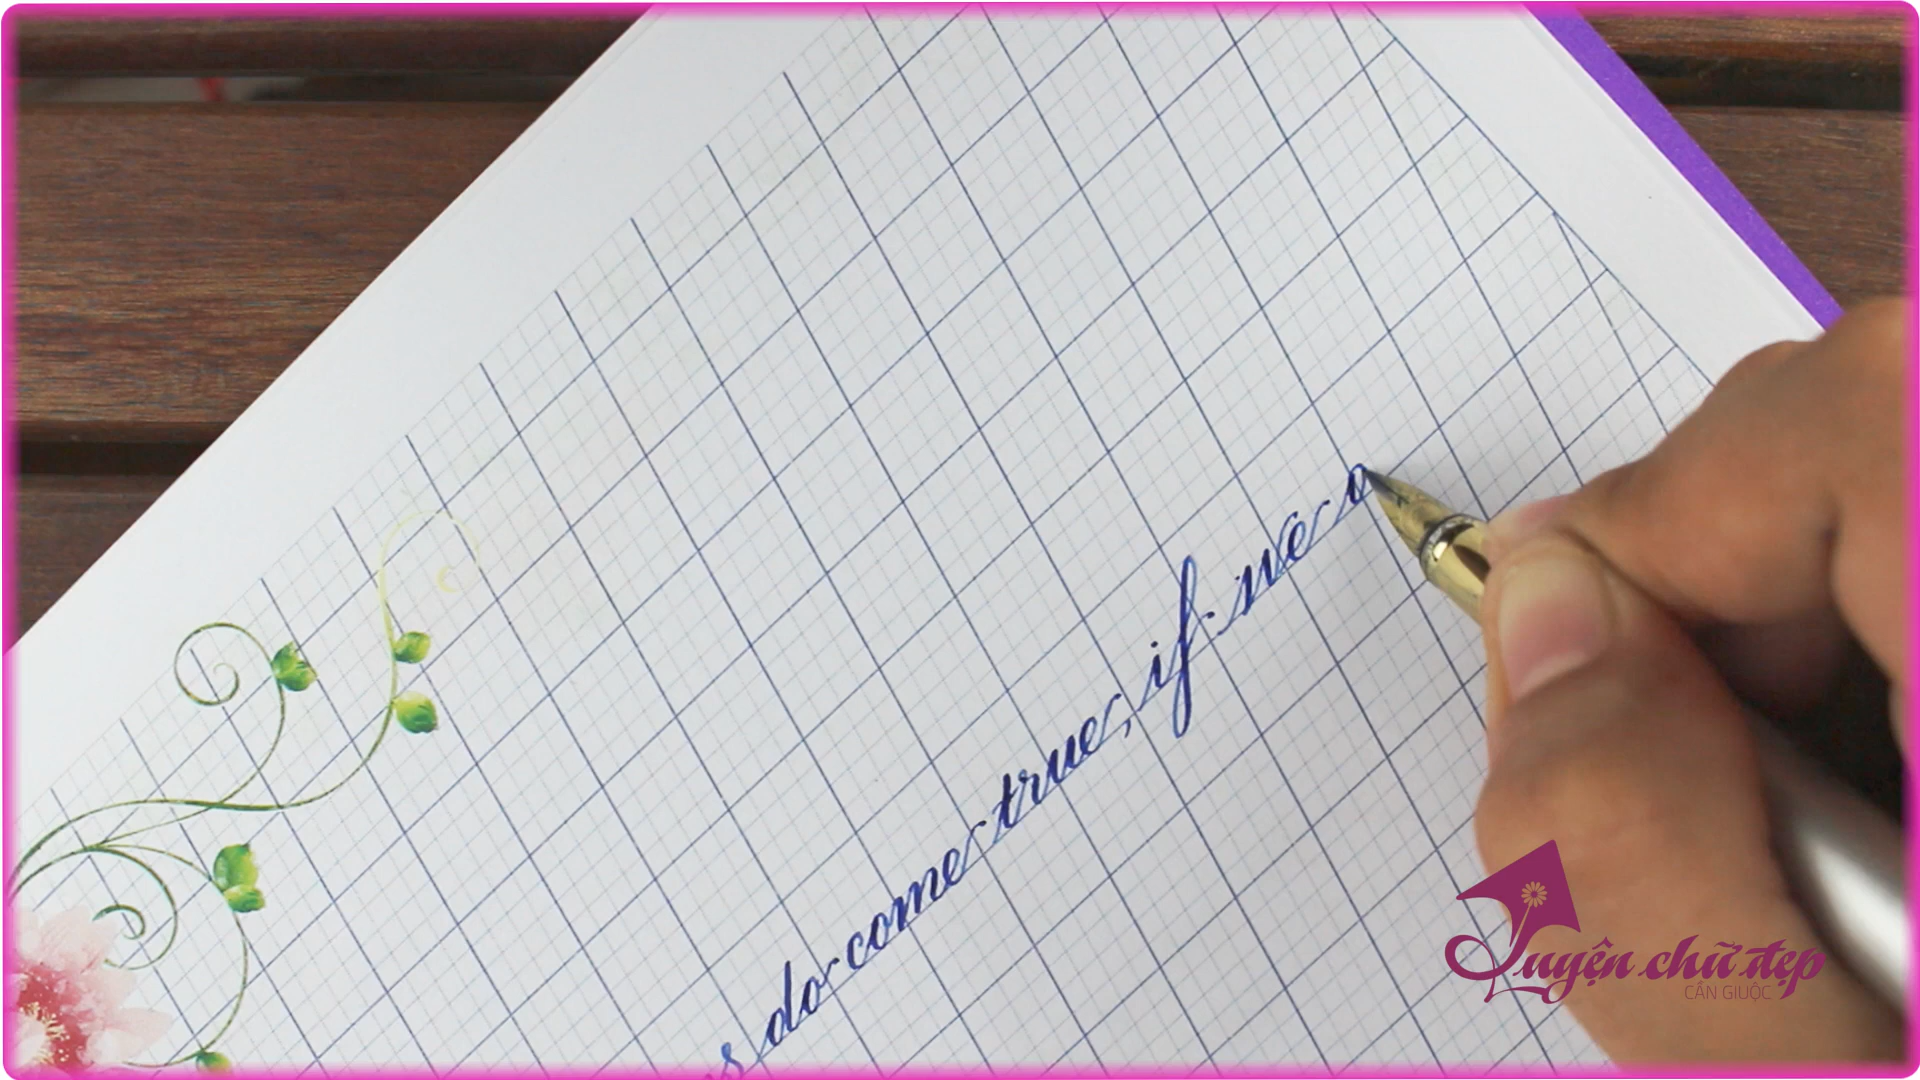 s do come true, if we o
Luyện chữ đẹp
CẦN GIUỘC